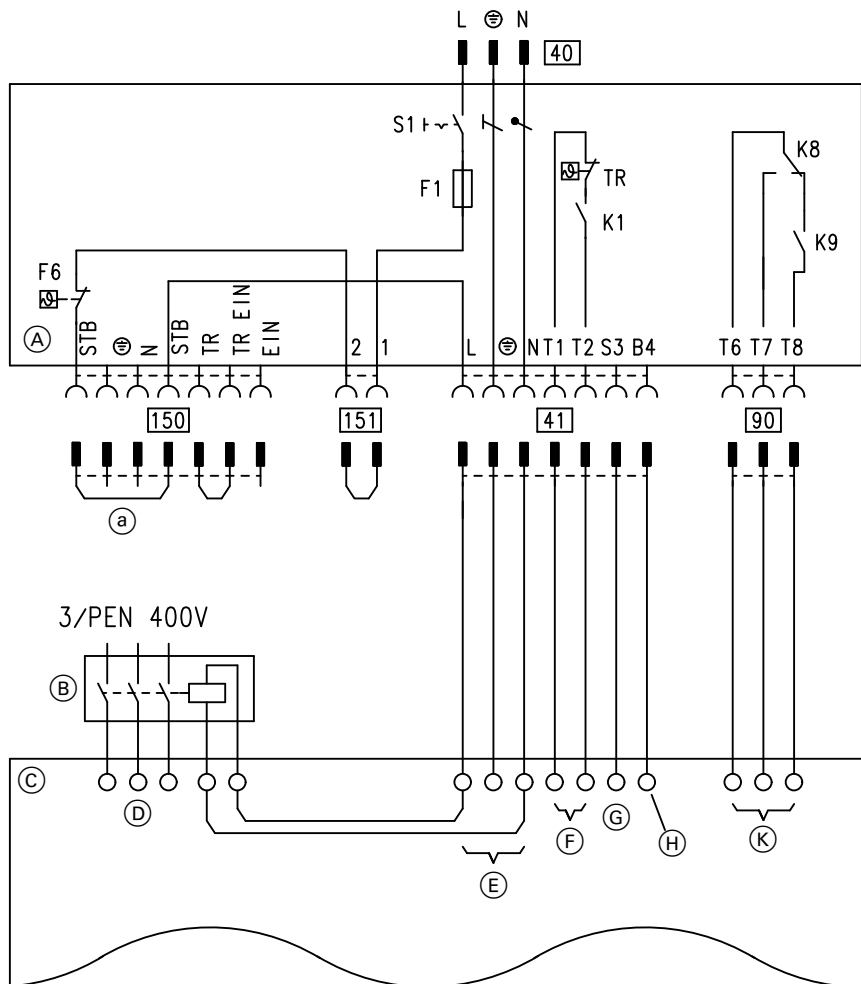 L N
40
S1
K8
F1
TR
K1
K9
F6
A
STB N STB TR TR EIN EIN 2 1 L N T1 T2 S3 B4 T6 T7 T8
150 151 41 90
a
3/PEN 400V
B
C
D
F G H K
E